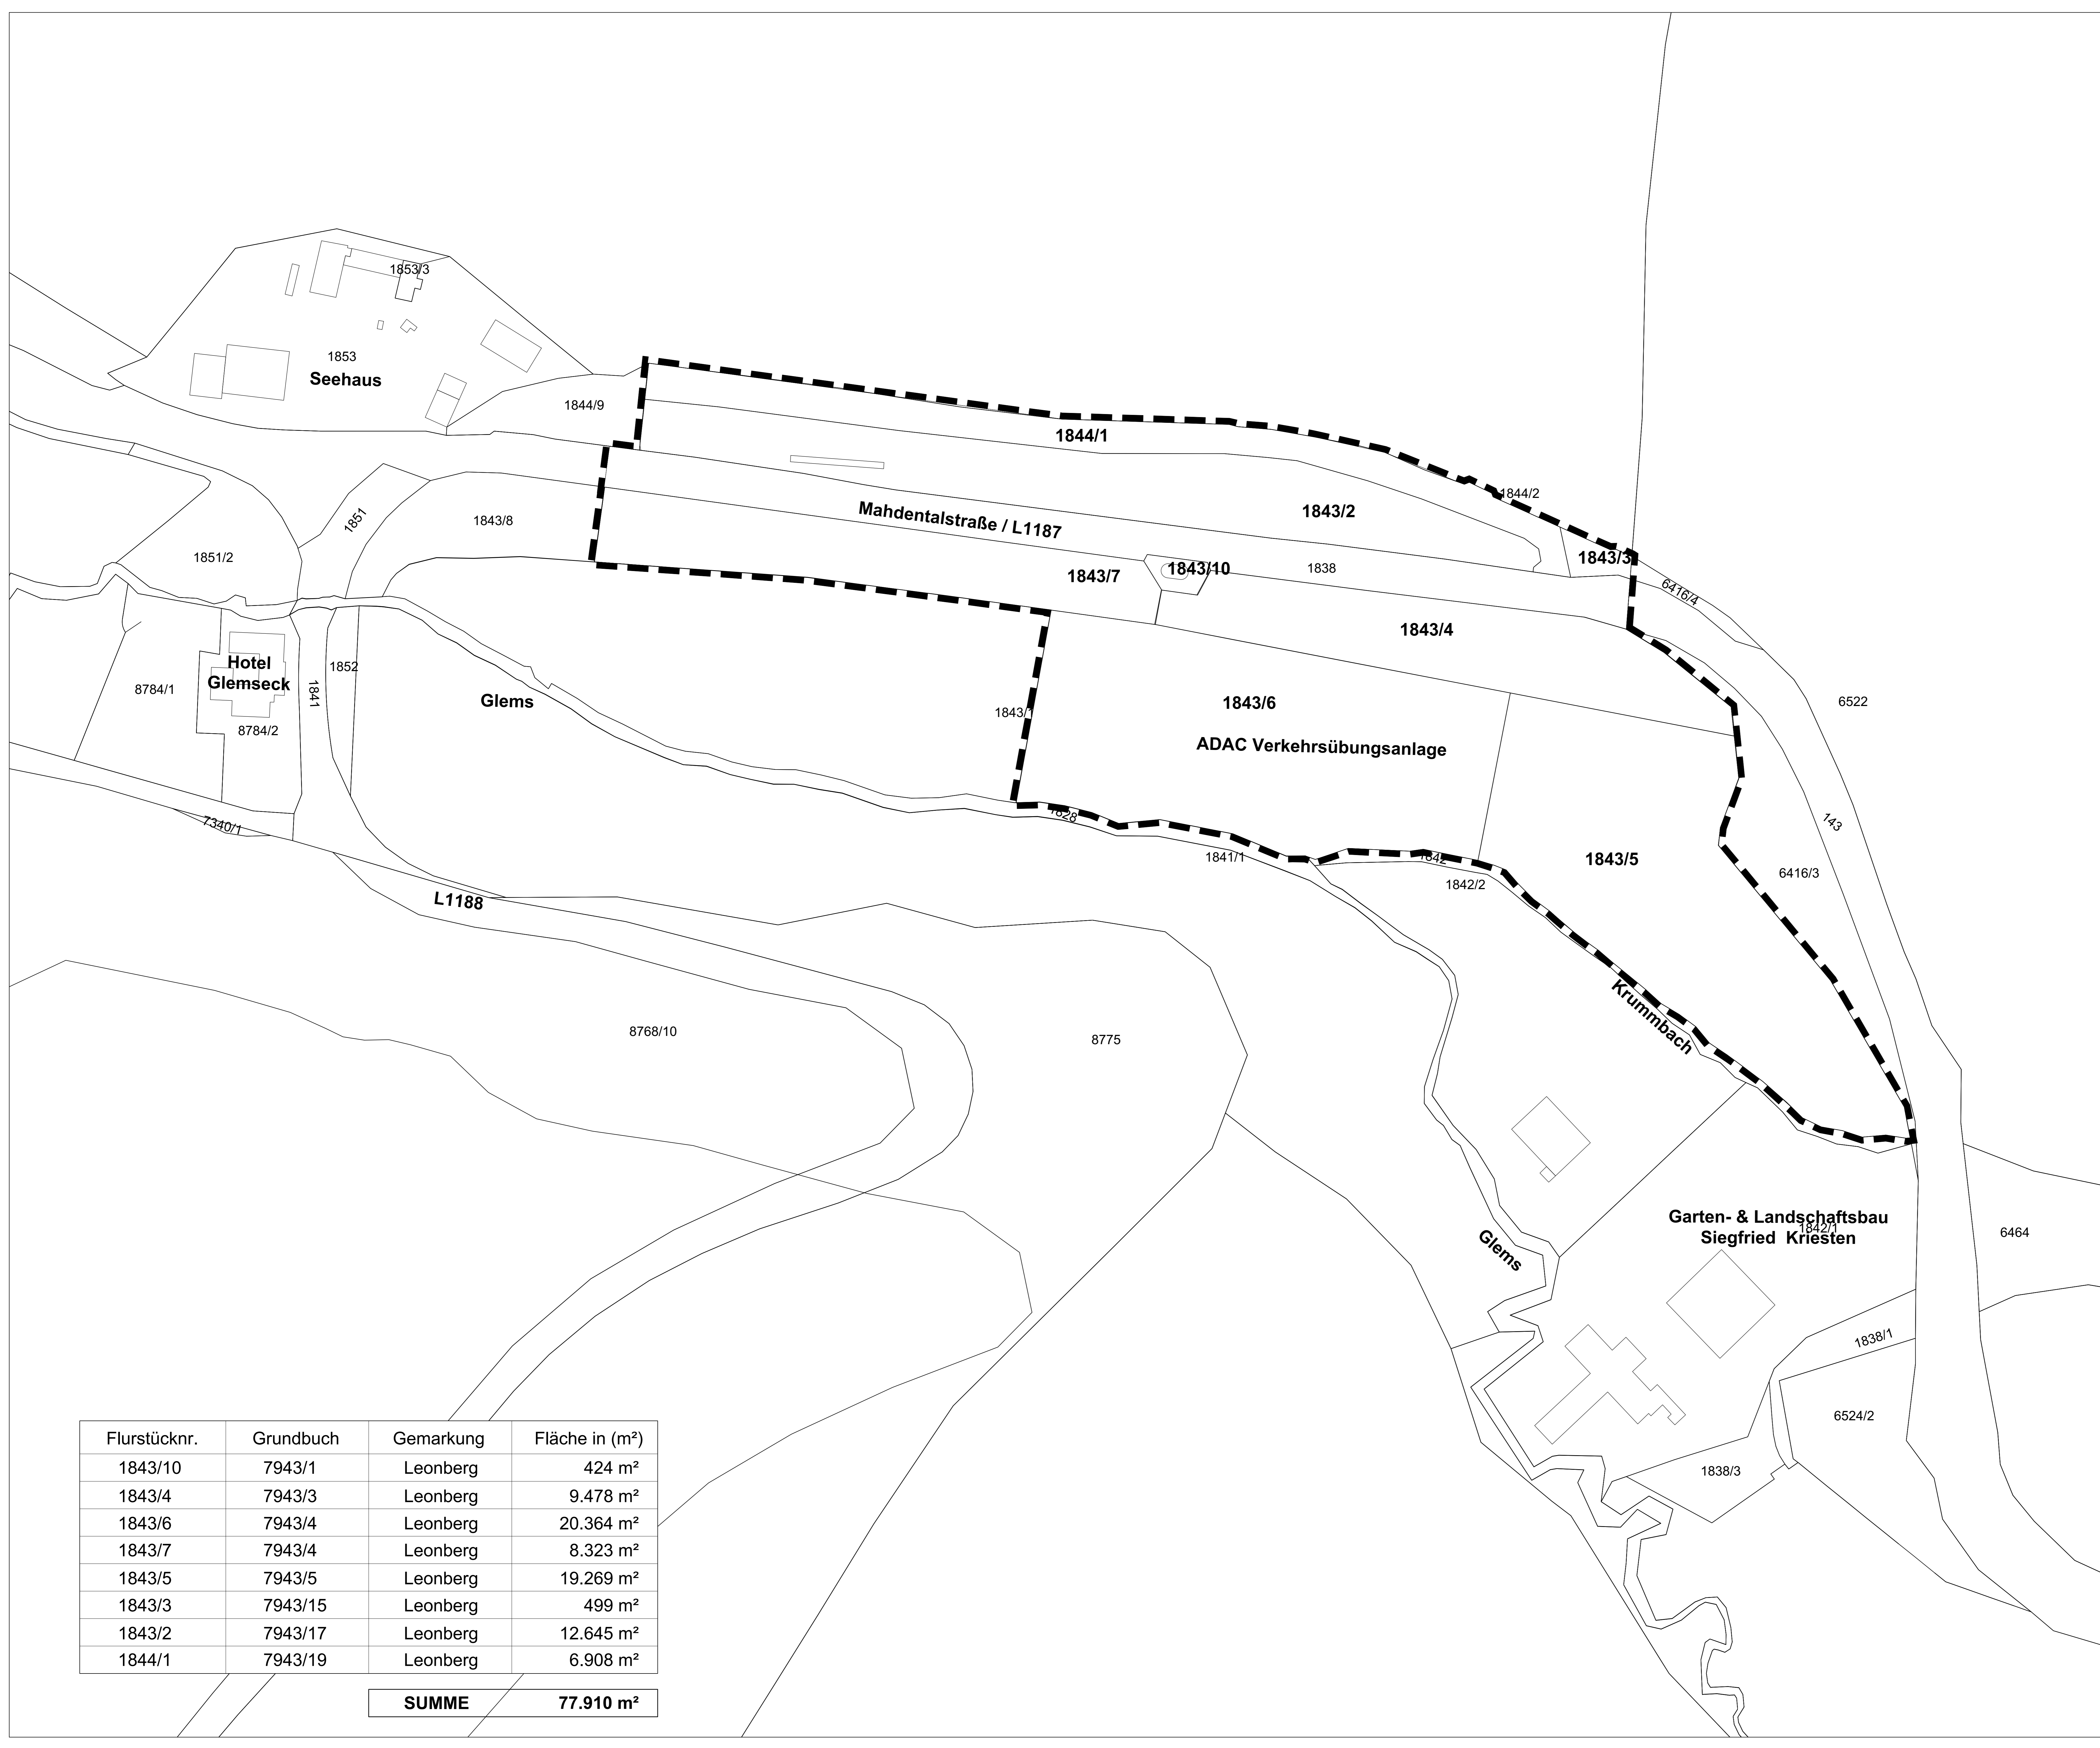 1853/3
1853
Seehaus
1844/9
1844/1
1844/2
1843/2
Mahdentalstraße / L1187
1851
1843/8
1851/2
1843/3
1843/10
1838
1843/7
6416/4
1843/4
Hotel
Glemseck
1852
8784/1
1841
8784/2
Glems
1843/1
1843/6
6522
ADAC Verkehrsübungsanlage
7340/1
1828
143
1841/1
1842
1843/5
1842/2
6416/3
L1188
8768/10
8775
Krummbach
Garten- & Landschaftsbau
1842/1
Siegfried Kriesten
6464
Glems
1838/1
6524/2
1838/3
Flurstücknr. Grundbuch Gemarkung Fläche in (m²)
1843/10 7943/1 Leonberg 424 m²
1843/4 7943/3 Leonberg 9.478 m²
1843/6 7943/4 Leonberg 20.364 m²
1843/7 7943/4 Leonberg 8.323 m²
1843/5 7943/5 Leonberg 19.269 m²
1843/3 7943/15 Leonberg 499 m²
1843/2 7943/17 Leonberg 12.645 m²
1844/1 7943/19 Leonberg 6.908 m²
SUMME 77.910 m²